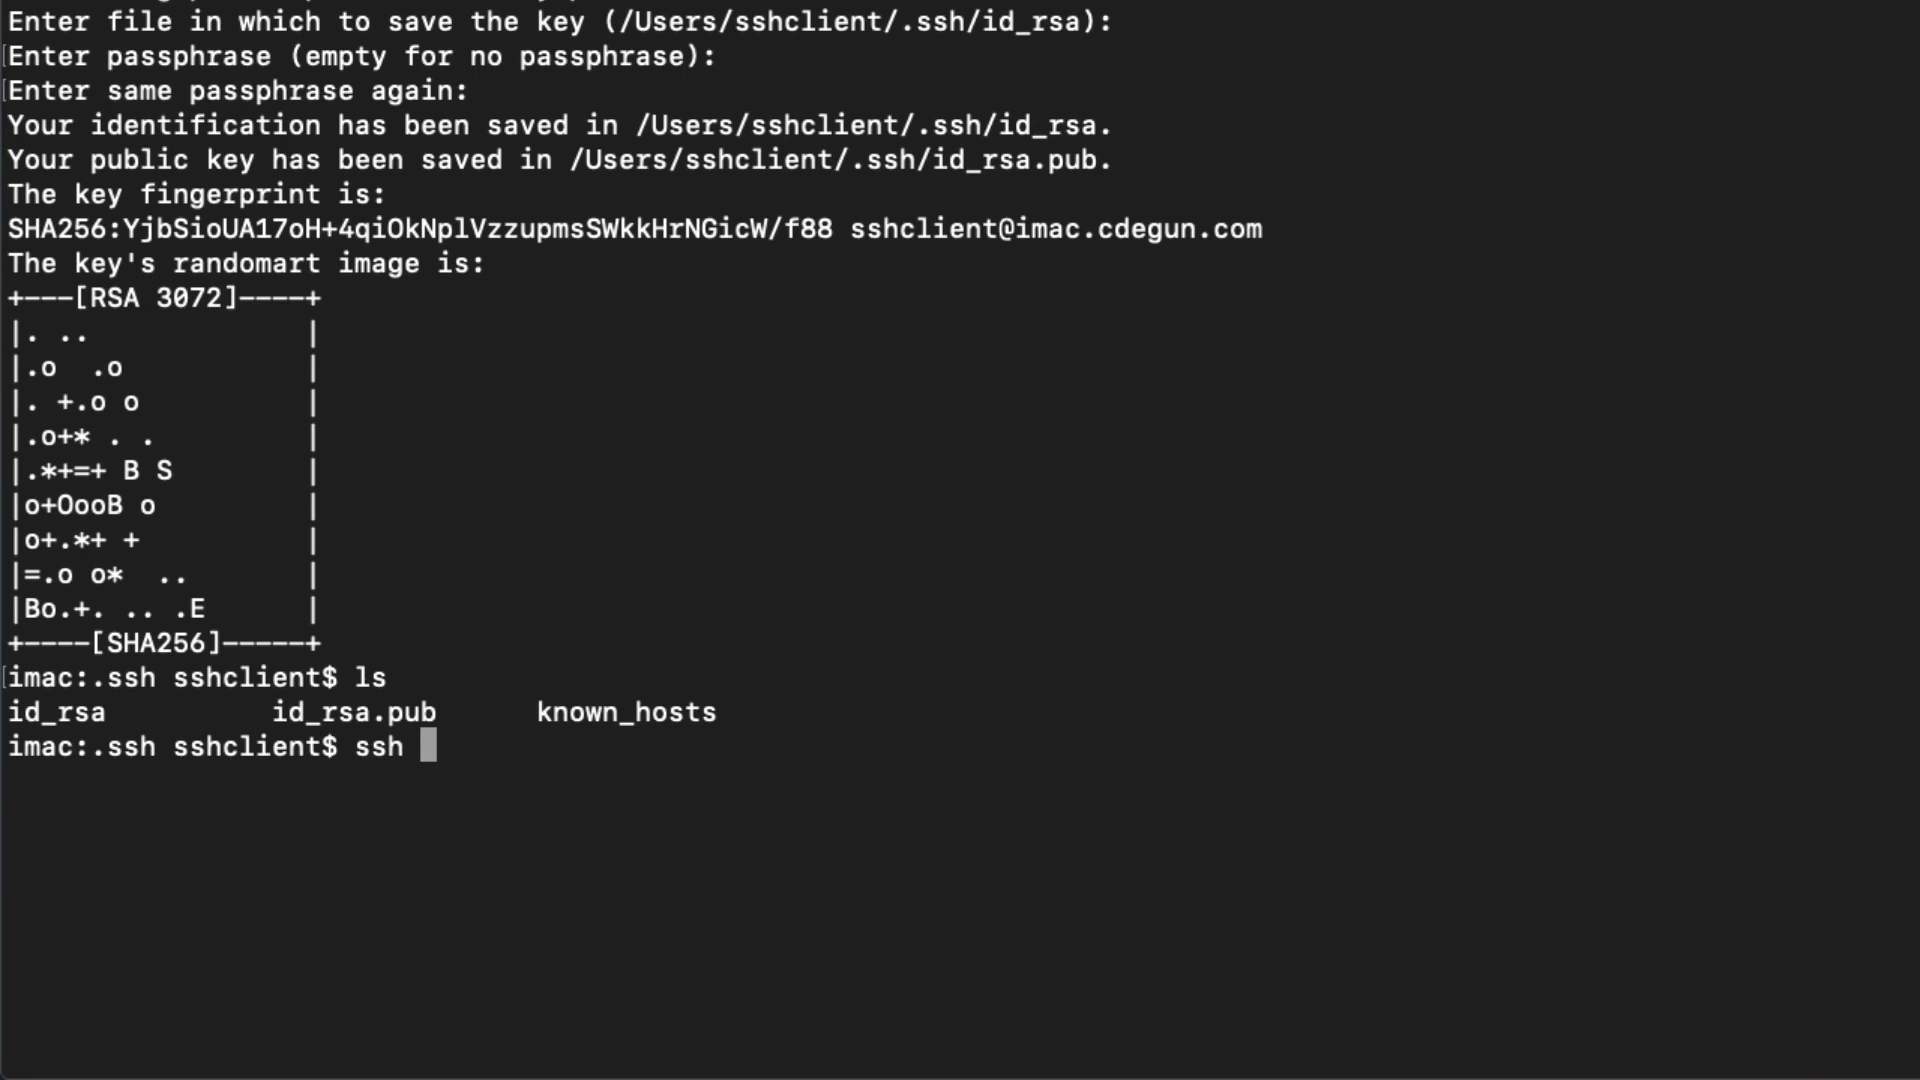 Enter file in which to save the key (/Users/sshclient/.ssh/id_rsa):
Enter passphrase (empty for no passphrase):
Enter same passphrase again:
Your identification has been saved in /Users/sshclient/.ssh/id_rsa.
Your public key has been saved in /Users/sshclient/.ssh/id_rsa.pub.
The key fingerprint is:
SHA256:YjbSioUA17oH+4qiOkNplVzzupmsSWkkHrNGicW/f88 sshclient@imac.cdegun.com
The key's randomart image is:
+---[RSA 3072]----+
|. ..             |
|.o  .o           |
|. +.o o          |
|.o+* . .         |
|.*+=+ B S        |
|o+OooB o         |
|o+.*+ +          |
|=.o o*  ..       |
|Bo.+. .. .E      |
+----[SHA256]-----+
imac:.ssh sshclient$ ls
id_rsa          id_rsa.pub      known_hosts
imac:.ssh sshclient$ ssh